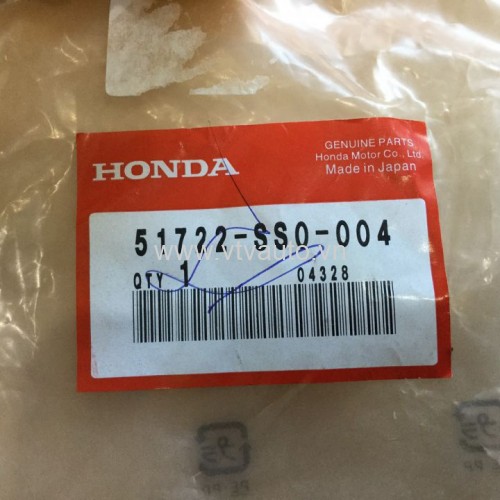 HONDA
GENUINE PARTS
Honda Motor Co., Ltd.
Made in Japan
51722-SS0-004
www.vtvauto.vn
QTY 1
04328